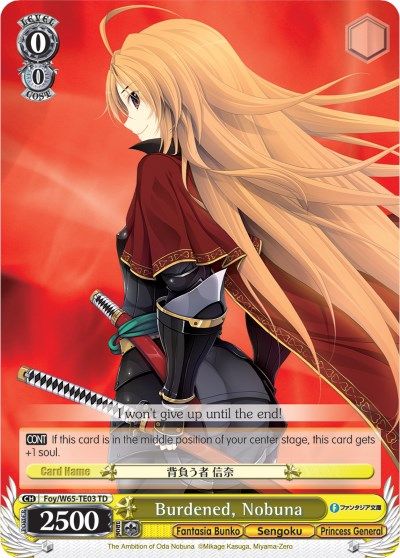 LEVEL
0
0
COST
I won't give up until the end!
CONT If this card is in the middle position of your center stage, this card gets
+1 soul.
Card Name 背負う者 信奈
CH Foy/W65-TE03 TD
POWER 2500 SOUL
Burdened, Nobuna
ファンタジア文庫
Fantasia Bunko Sengoku Princess General
The Ambition of Oda Nobuna ©Mikage Kasuga, Miyama-Zero